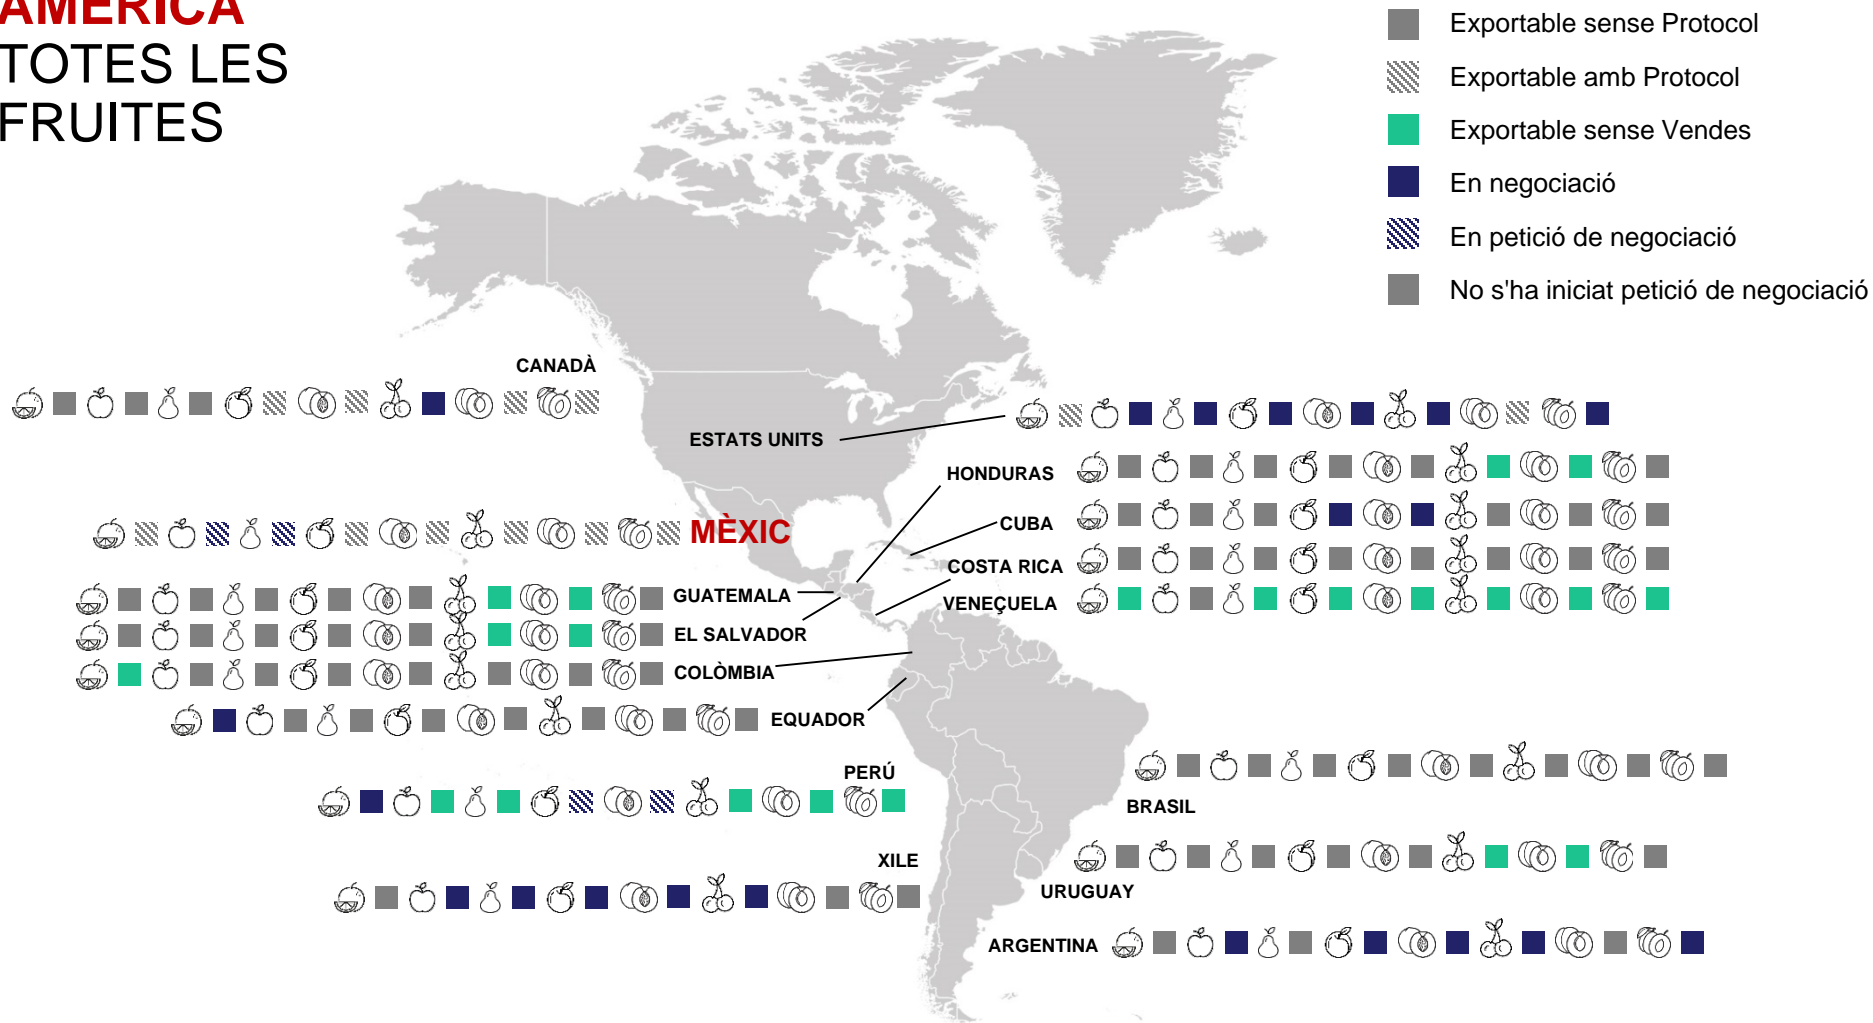 AMÈRICA
TOTES LES
FRUITES
Exportable sense Protocol
Exportable amb Protocol
Exportable sense Vendes
En negociació
En petició de negociació
No s'ha iniciat petició de negociació
CANADÀ
ESTATS UNITS
HONDURAS
MÈXIC
CUBA
COSTA RICA
GUATEMALA
VENEÇUELA
EL SALVADOR
COLÒMBIA
EQUADOR
PERÚ
BRASIL
XILE
URUGUAY
ARGENTINA